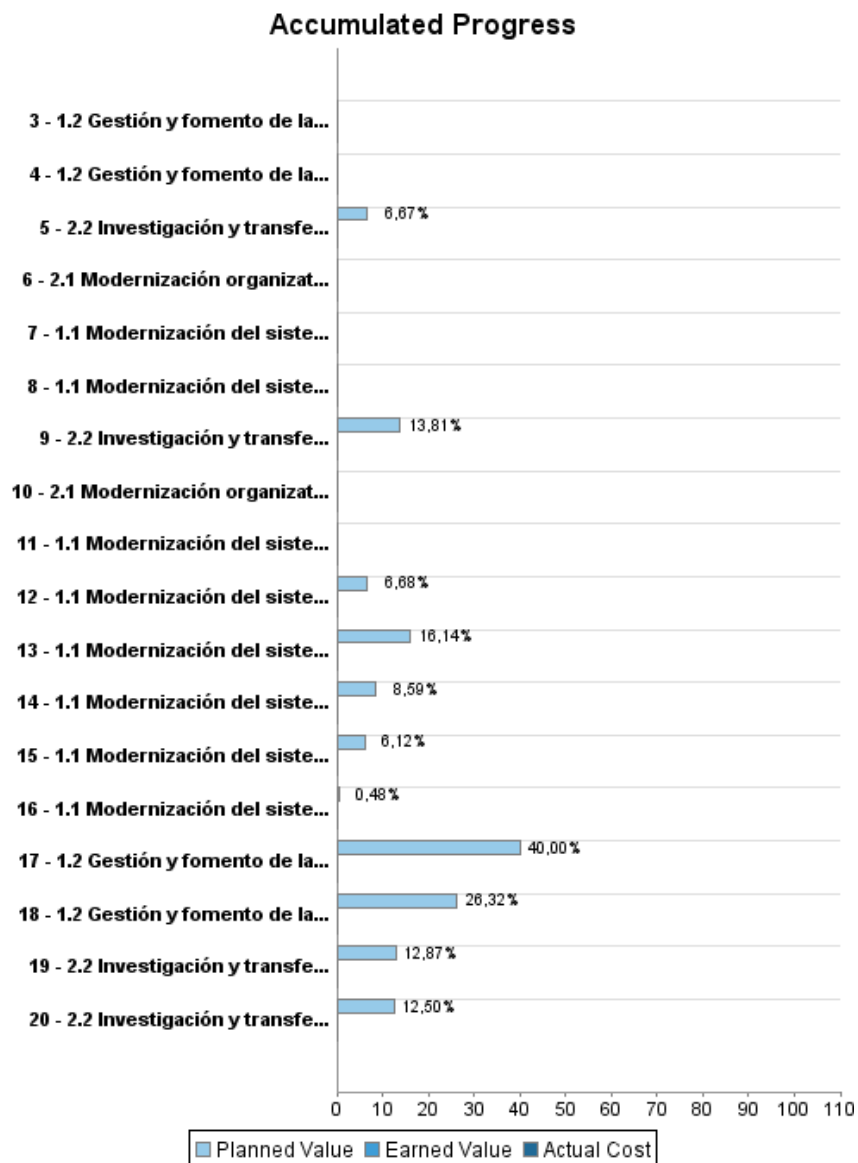 Accumulated Progress
3 - 1.2 Gestión y fomento de la...
4 - 1.2 Gestión y fomento de la...
5 - 2.2 Investigación y transfe... 6,67%
6 - 2.1 Modernización organizat...
7 - 1.1 Modernización del siste...
8 - 1.1 Modernización del siste...
9 - 2.2 Investigación y transfe... 13,81%
10 - 2.1 Modernización organizat...
11 - 1.1 Modernización del siste...
12 - 1.1 Modernización del siste... 6,68%
13 - 1.1 Modernización del siste... 16,14%
14 - 1.1 Modernización del siste... 8,59%
15 - 1.1 Modernización del siste... 6,12%
16 - 1.1 Modernización del siste... 0,48%
17 - 1.2 Gestión y fomento de la... 40,00%
18 - 1.2 Gestión y fomento de la... 26,32%
19 - 2.2 Investigación y transfe... 12,87%
20 - 2.2 Investigación y transfe... 12,50%
0 10 20 30 40 50 60 70 80 90 100 110
Planned Value Earned Value Actual Cost